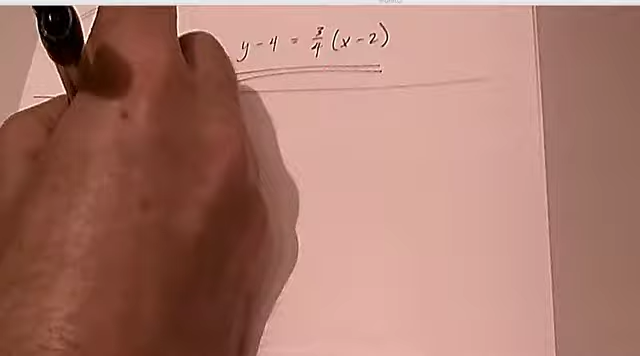 y - 4 = 3/4 (x - 2)